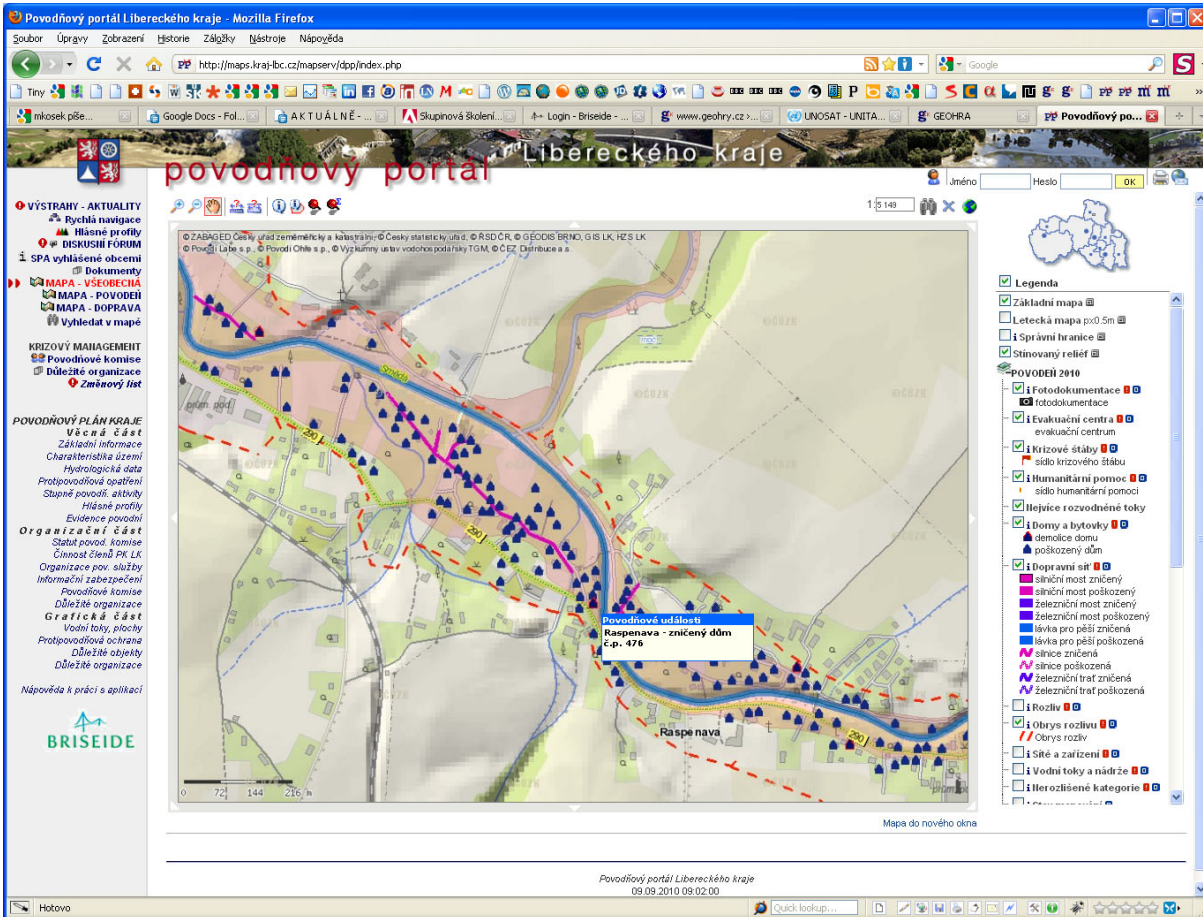 Povodňový portál Libereckého kraje - Mozilla Firefox
Soubor Úpravy Zobrazení Historie Záložky Nástroje Nápověda
http://maps.kraj-lbc.cz/mapserv/dpp/index.php
Google
Tiny
mkosek píše...
Google Docs - Fol...
A K T U Á L N Ě - ...
Skupinová školení...
Login - Briseide - ...
www.geohry.cz >...
UNOSAT - UNITA...
GEOHRA
Povodňový po...
povodňový portál Libereckého kraje
Jméno Heslo OK
VÝSTRAHY - AKTUALITY
Rychlá navigace
Hlásné profily
DISKUSNÍ FÓRUM
SPA vyhlášené obcemi
Dokumenty
MAPA - VŠEOBECNÁ
MAPA - POVODEŇ
MAPA - DOPRAVA
Vyhledat v mapě
KRIZOVÝ MANAGEMENT
Povodňové komise
Důležité organizace
Změnový list
POVODŇOVÝ PLÁN KRAJE
Věcná část
Základní informace
Charakteristika území
Hydrologická data
Protipovodňová opatření
Stupně povodň. aktivity
Hlásné profily
Evidence povodní
Organizační část
Statut povod. komise
Činnost členů PK LK
Organizace pov. služby
Informační zabezpečení
Povodňové komise
Důležité organizace
Grafická část
Vodní toky, plochy
Protipovodňová ochrana
Důležité objekty
Důležité organizace
Nápověda k práci s aplikací
BRISEIDE
1:5 149
© ZABAGED Český úřad zeměměřický a katastrální, © Český statistický úřad, © ŘSD ČR, © GEODIS BRNO, GIS LK, HZS LK
© Povodí Labe s.p., © Povodí Ohře s.p., © Výzkumný ústav vodohospodářský TGM, © ČEZ Distribuce a.s.
©ČÚZK
Smědá
moč
prům. pod.
290
290
Povodňové události
Raspenava - zničený dům
č.p. 476
Raspenava
290
0 72 144 216 m
Legenda
Základní mapa
Letecká mapa px0.5m
i Správní hranice
Stínovaný reliéf
POVODEŇ 2010
i Fotodokumentace
fotodokumentace
i Evakuační centra
evakuační centrum
i Krizové štáby
sídlo krizového štábu
i Humanitární pomoc
sídlo humanitární pomoci
Nejvíce rozvodněné toky
i Domy a bytovky
demolice domu
poškozený dům
i Dopravní síť
silniční most zničený
silniční most poškozený
železniční most zničený
železniční most poškozený
lávka pro pěší zničená
lávka pro pěší poškozená
silnice zničená
silnice poškozená
železniční trať zničená
železniční trať poškozená
i Rozliv
i Obrys rozlivu
Obrys rozliv
i Sítě a zařízení
i Vodní toky a nádrže
i Nerozlišené kategorie
Mapa do nového okna
Povodňový portál Libereckého kraje
09.09.2010 09:02:00
Hotovo
Quick lookup...